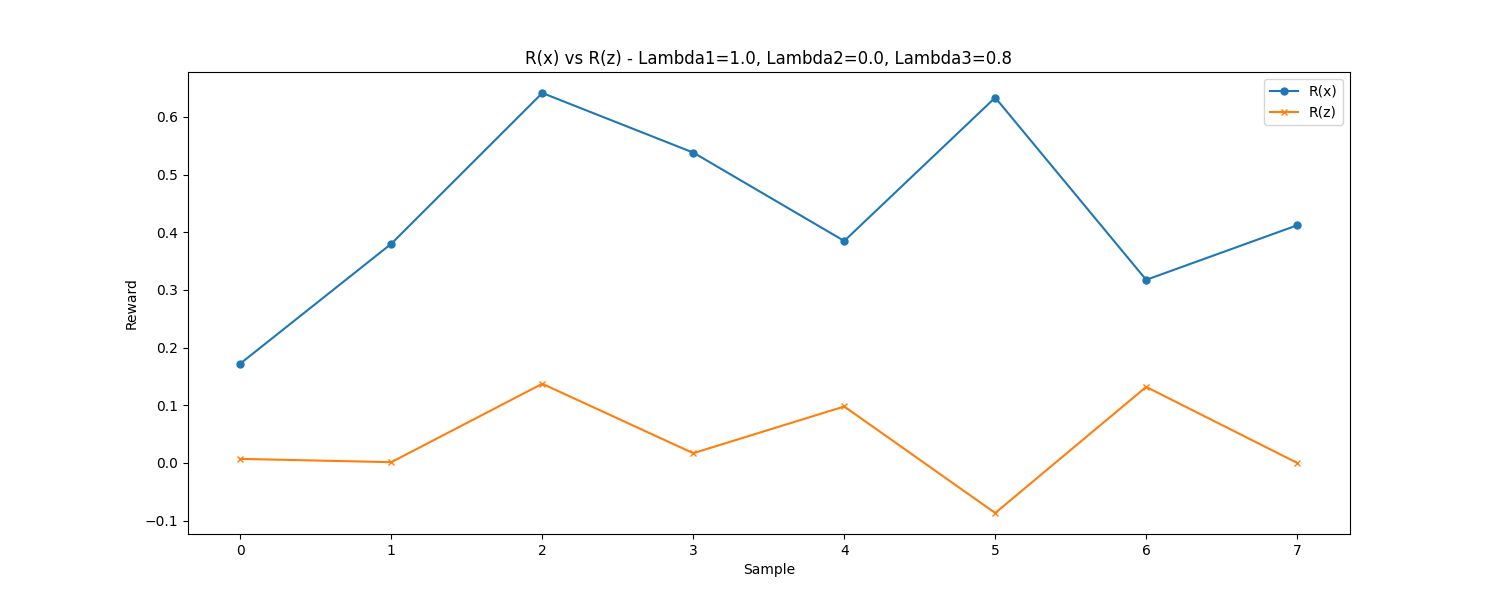 R(x) vs R(z) - Lambda1=1.0, Lambda2=0.0, Lambda3=0.8
R(x)
R(z)
0.6
0.5
0.4
0.3
0.2
0.1
0.0
−0.1
Reward
0 1 2 3 4 5 6 7
Sample